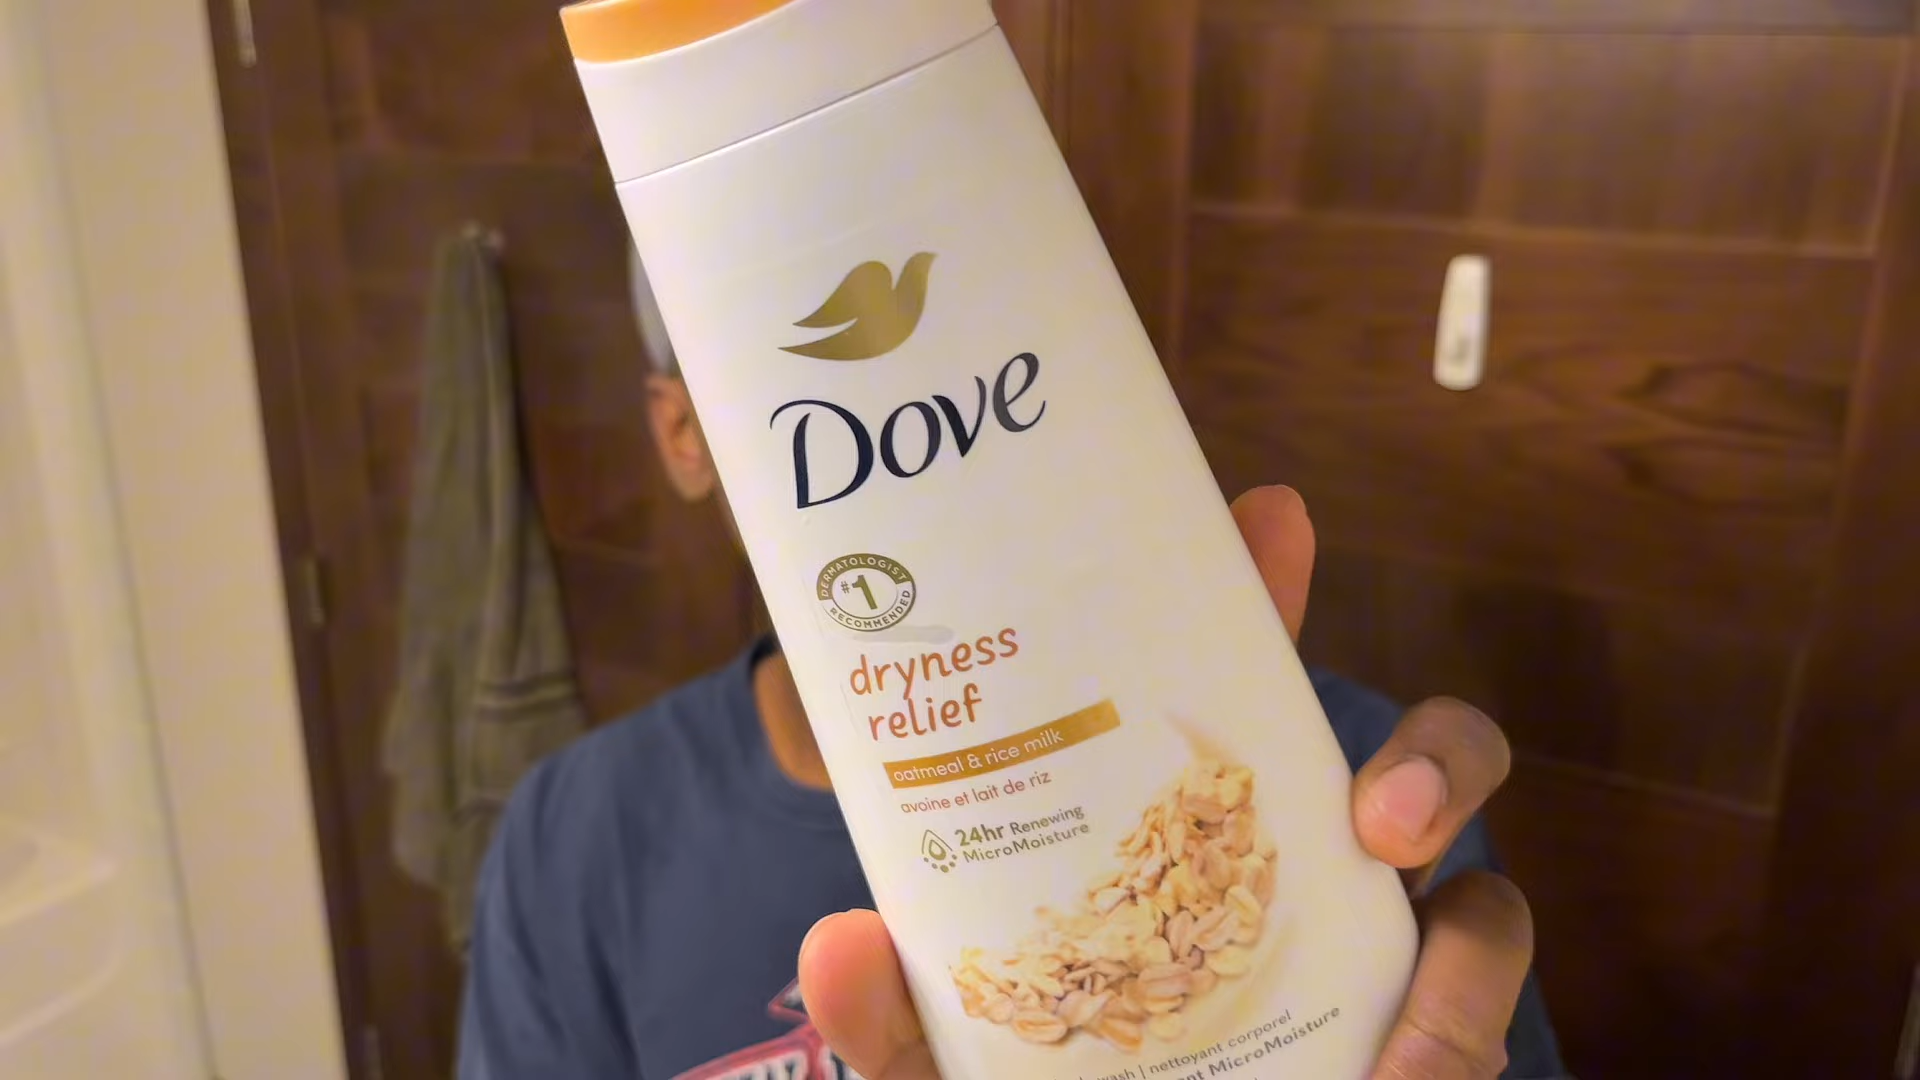 Dove
DERMATOLOGIST
#1
RECOMMENDED
dryness
relief
oatmeal & rice milk
avoine et lait de riz
24hr Renewing
MicroMoisture
wash | nettoyant corporel
MicroMoisture